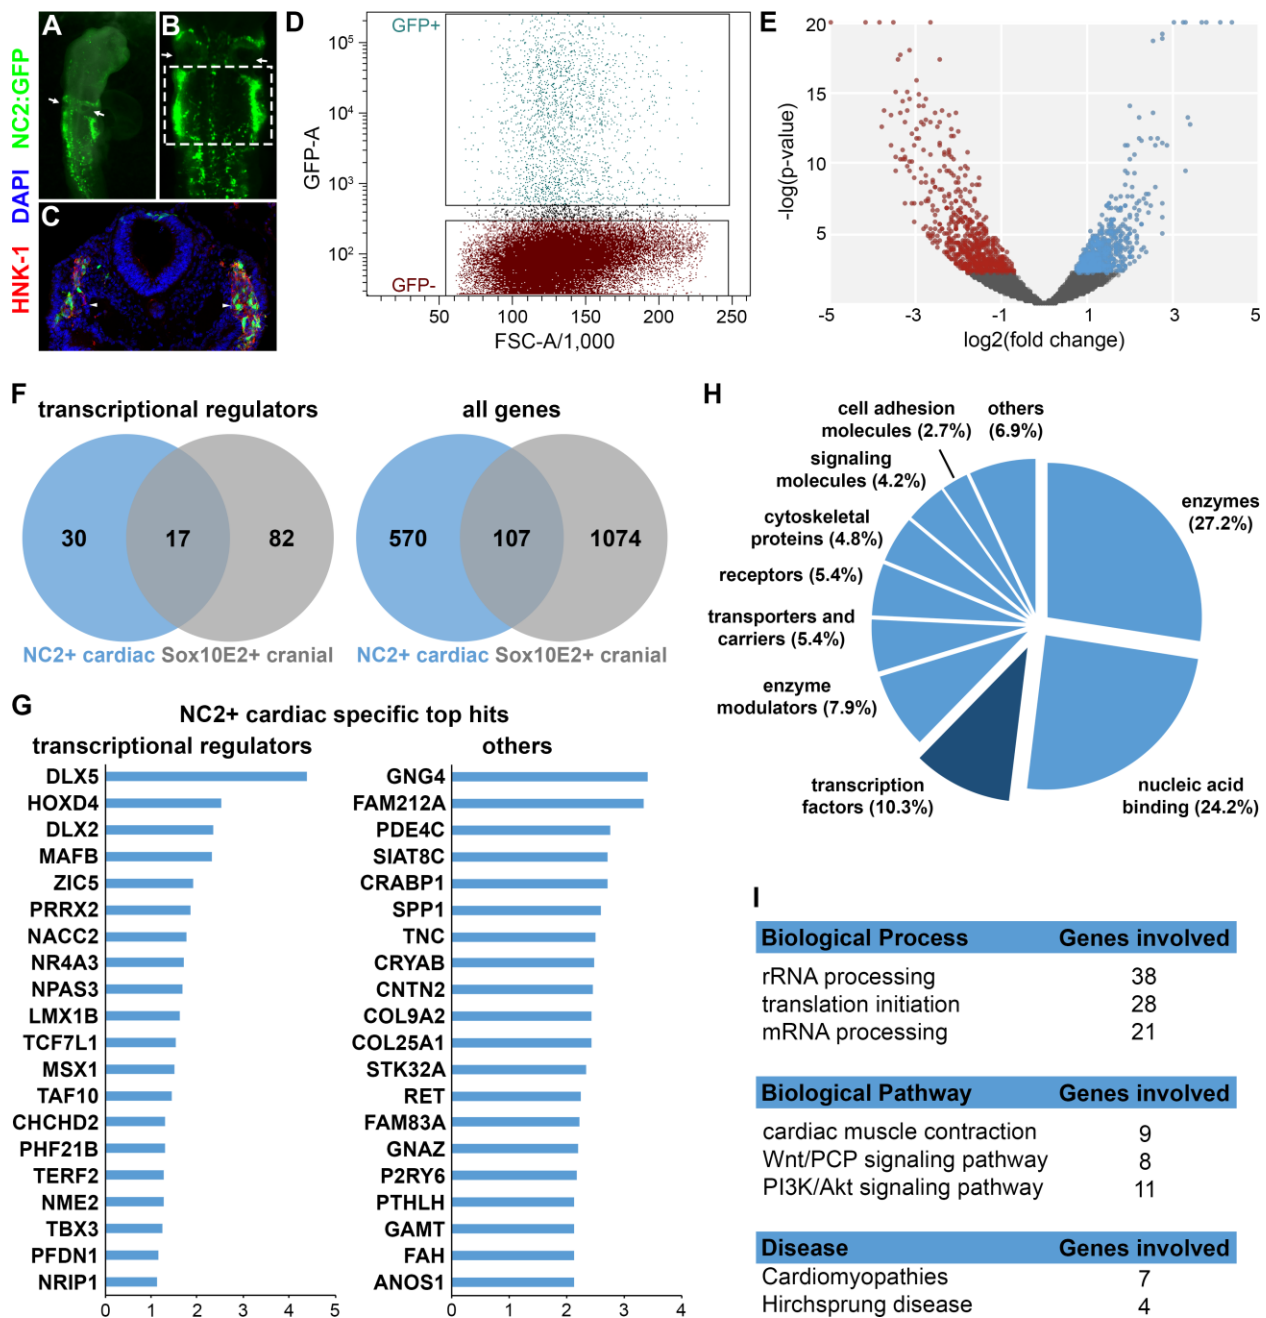 A
B
HNK-1 DAPI NC2:GFP
C
D
GFP+
GFP-A
10⁵
10⁴
10³
10²
GFP-
50 100 150 200 250
FSC-A/1,000
E
-log(p-value)
20
15
10
5
-5 -3 -1 1 3 5
log2(fold change)
F
transcriptional regulators
all genes
30 17 82
570 107 1074
NC2+ cardiac Sox10E2+ cranial
NC2+ cardiac Sox10E2+ cranial
G
NC2+ cardiac specific top hits
transcriptional regulators
DLX5
HOXD4
DLX2
MAFB
ZIC5
PRRX2
NACC2
NR4A3
NPAS3
LMX1B
TCF7L1
MSX1
TAF10
CHCHD2
PHF21B
TERF2
NME2
TBX3
PFDN1
NRIP1
0 1 2 3 4 5
others
GNG4
FAM212A
PDE4C
SIAT8C
CRABP1
SPP1
TNC
CRYAB
CNTN2
COL9A2
COL25A1
STK32A
RET
FAM83A
GNAZ
P2RY6
PTHLH
GAMT
FAH
ANOS1
0 1 2 3 4
H
cell adhesion
molecules (2.7%)
others
(6.9%)
signaling
molecules (4.2%)
cytoskeletal
proteins (4.8%)
receptors (5.4%)
transporters and
carriers (5.4%)
enzyme
modulators (7.9%)
transcription
factors (10.3%)
nucleic acid
binding (24.2%)
enzymes
(27.2%)
I
Biological Process Genes involved
rRNA processing 38
translation initiation 28
mRNA processing 21
Biological Pathway Genes involved
cardiac muscle contraction 9
Wnt/PCP signaling pathway 8
PI3K/Akt signaling pathway 11
Disease Genes involved
Cardiomyopathies 7
Hirchsprung disease 4